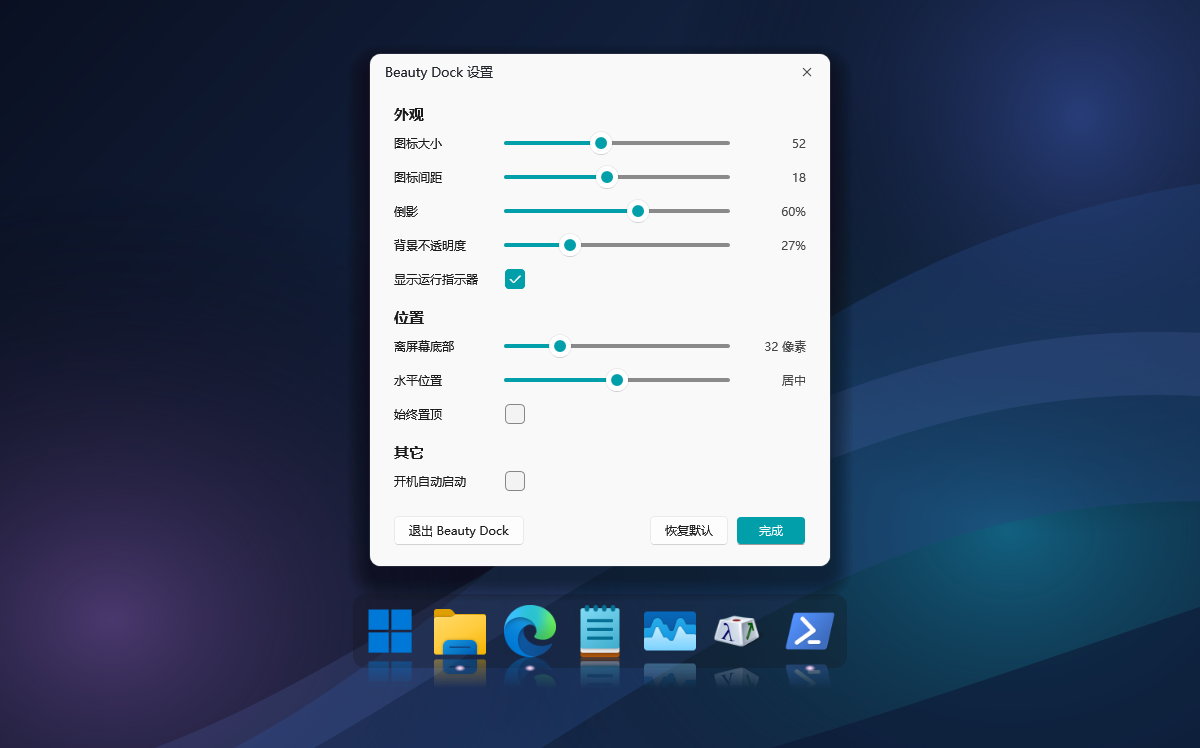 Beauty Dock 设置
外观
图标大小 52
图标间距 18
倒影 60%
背景不透明度 27%
显示运行指示器
位置
离屏幕底部 32 像素
水平位置 居中
始终置顶
其它
开机自动启动
退出 Beauty Dock 恢复默认 完成